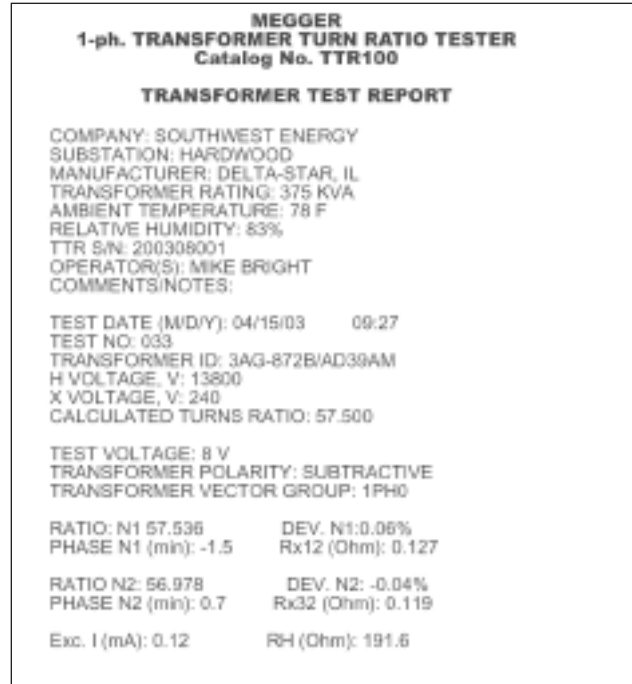 MEGGER
1-ph. TRANSFORMER TURN RATIO TESTER
Catalog No. TTR100
TRANSFORMER TEST REPORT
COMPANY: SOUTHWEST ENERGY
SUBSTATION: HARDWOOD
MANUFACTURER: DELTA-STAR, IL
TRANSFORMER RATING: 375 KVA
AMBIENT TEMPERATURE: 78 F
RELATIVE HUMIDITY: 83%
TTR S/N: 200308001
OPERATOR(S): MIKE BRIGHT
COMMENTS/NOTES:
TEST DATE (M/D/Y): 04/15/03 09:27
TEST NO: 033
TRANSFORMER ID: 3AG-872B/AD39AM
H VOLTAGE, V: 13800
X VOLTAGE, V: 240
CALCULATED TURNS RATIO: 57.500
TEST VOLTAGE: 8 V
TRANSFORMER POLARITY: SUBTRACTIVE
TRANSFORMER VECTOR GROUP: 1PH0
RATIO: N1 57.536 DEV. N1:0.06%
PHASE N1 (min): -1.5 Rx12 (Ohm): 0.127
RATIO N2: 56.978 DEV. N2: -0.04%
PHASE N2 (min): 0.7 Rx32 (Ohm): 0.119
Exc. I (mA): 0.12 RH (Ohm): 191.6